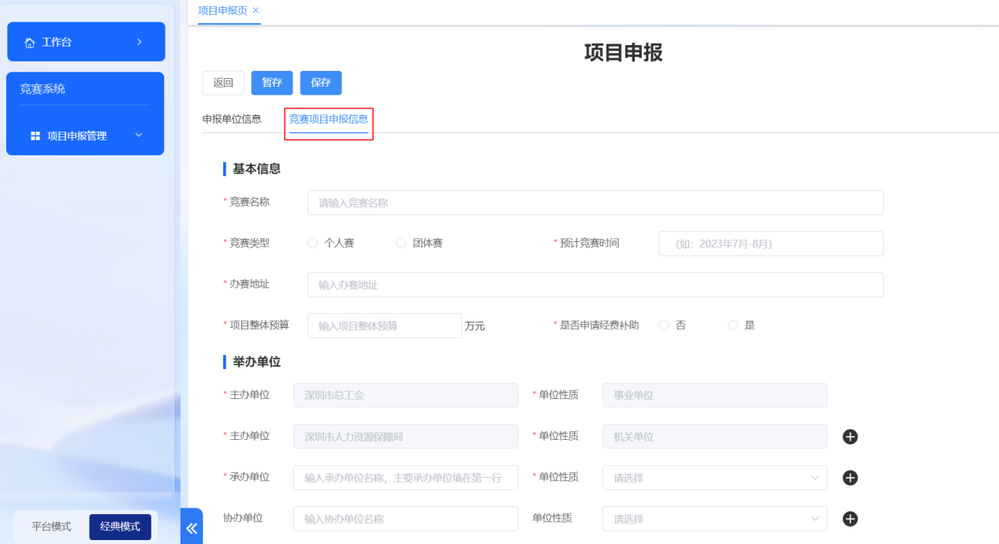 项目申报页 ×
工作台
竞赛系统
项目申报管理
项目申报
返回 暂存 保存
申报单位信息 竞赛项目申报信息
基本信息
* 竞赛名称 请输入竞赛名称
* 竞赛类型 个人赛 团体赛 * 预计竞赛时间 (如: 2023年7月-8月)
* 办赛地址 输入办赛地址
* 项目整体预算 输入项目整体预算 万元 * 是否申请经费补助 否 是
举办单位
* 主办单位 深圳市总工会 * 单位性质 事业单位
* 主办单位 深圳市人力资源保障局 * 单位性质 机关单位
* 承办单位 输入承办单位名称，主要承办单位填在第一行 * 单位性质 请选择
协办单位 输入协办单位名称 单位性质 请选择
平台模式 经典模式